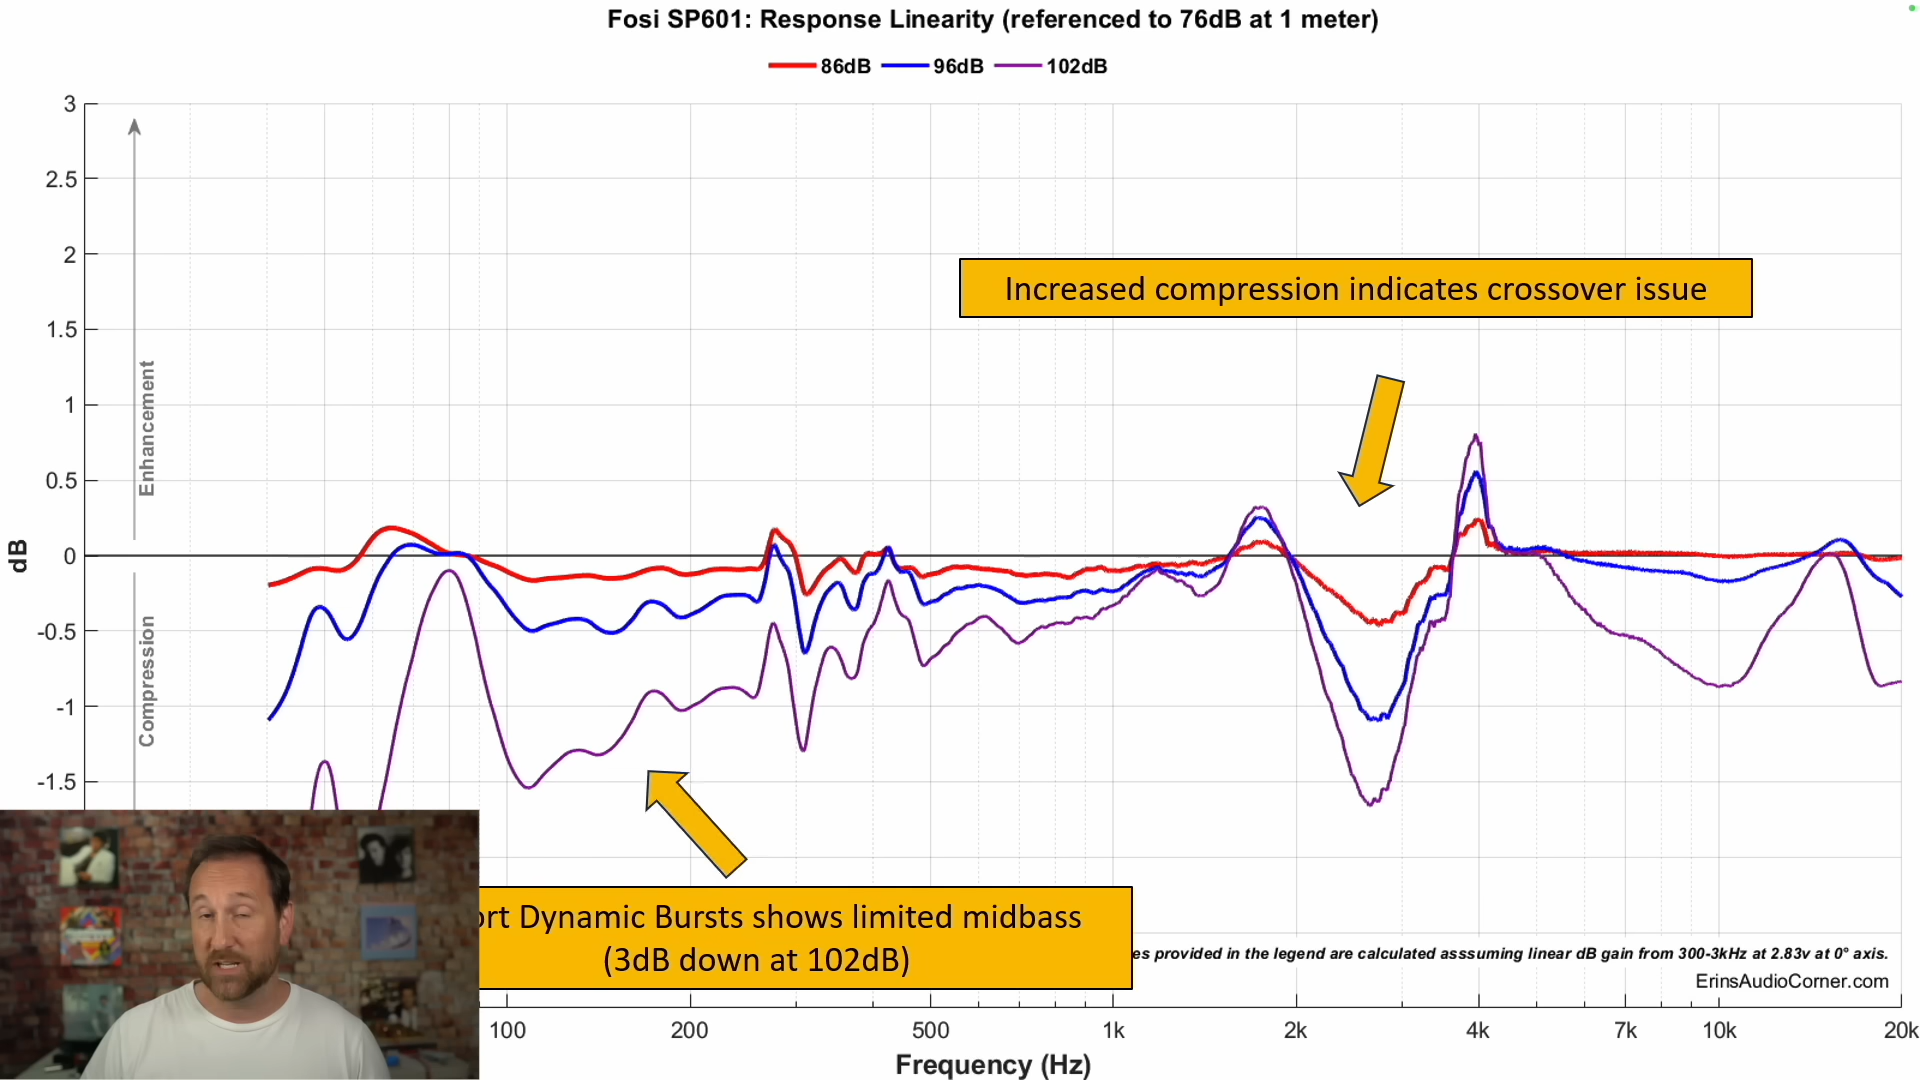 Fosi SP601: Response Linearity (referenced to 76dB at 1 meter)
86dB 96dB 102dB
3
2.5
2
1.5
1
0.5
0
-0.5
-1
-1.5
dB
Enhancement
Compression
Increased compression indicates crossover issue
Dynamic Bursts shows limited midbass
(3dB down at 102dB)
provided in the legend are calculated asssuming linear dB gain from 300-3kHz at 2.83v at 0° axis.
ErinsAudioCorner.com
100 200 500 1k 2k 4k 7k 10k 20k
Frequency (Hz)